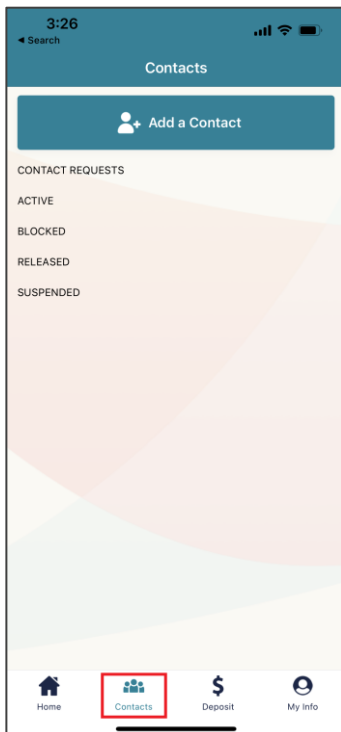 3:26
◄ Search
Contacts
Add a Contact
CONTACT REQUESTS
ACTIVE
BLOCKED
RELEASED
SUSPENDED
Home Contacts Deposit My Info